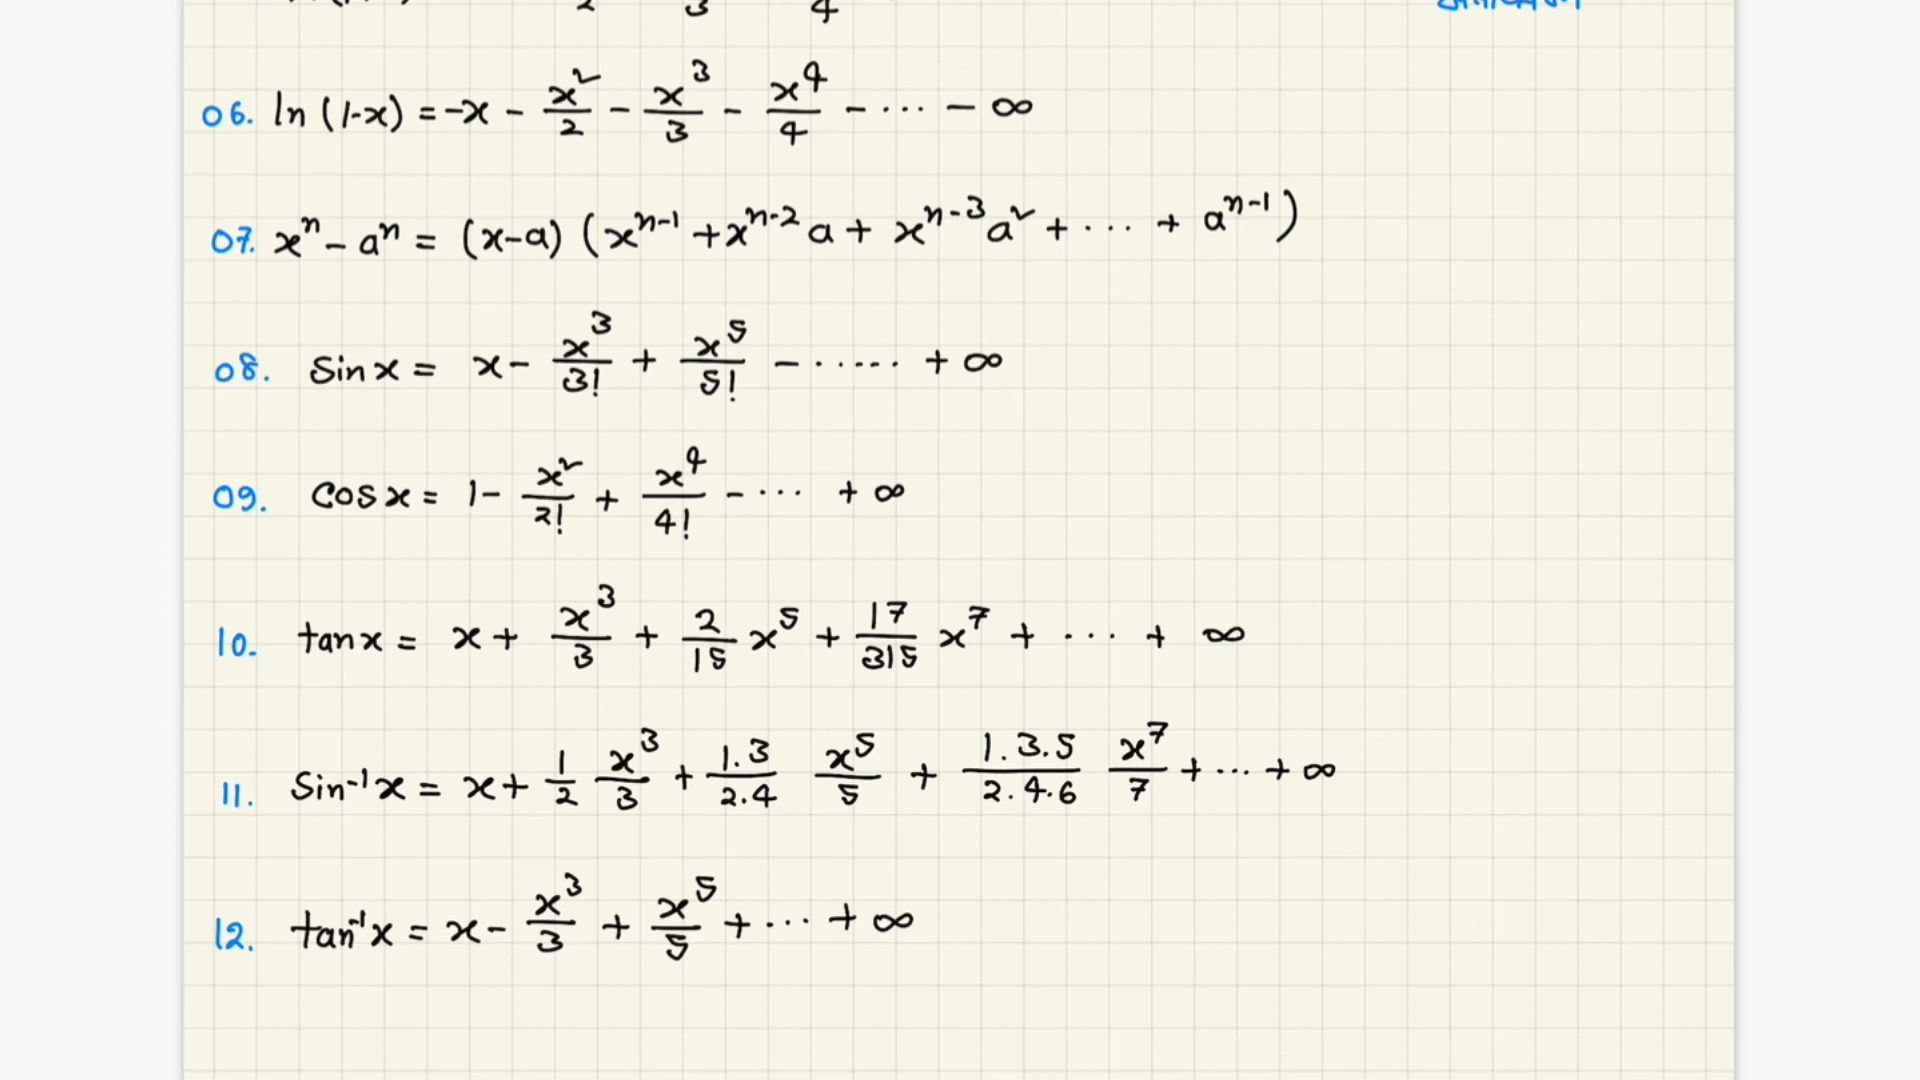 06. ln (1-x) = -x - x²/2 - x³/3 - x⁴/4 - ... - ∞
07. xⁿ - aⁿ = (x-a) (xⁿ⁻¹ + xⁿ⁻²a + xⁿ⁻³a² + ... + aⁿ⁻¹)
08. sin x = x - x³/3! + x⁵/5! - ...... + ∞
09. cos x = 1 - x²/2! + x⁴/4! - ... + ∞
10. tan x = x + x³/3 + 2/15 x⁵ + 17/315 x⁷ + ... + ∞
11. Sin⁻¹x = x + 1/2 x³/3 + 1.3/2.4 x⁵/5 + 1.3.5/2.4.6 x⁷/7 + ... + ∞
12. tan⁻¹x = x - x³/3 + x⁵/5 + ... + ∞